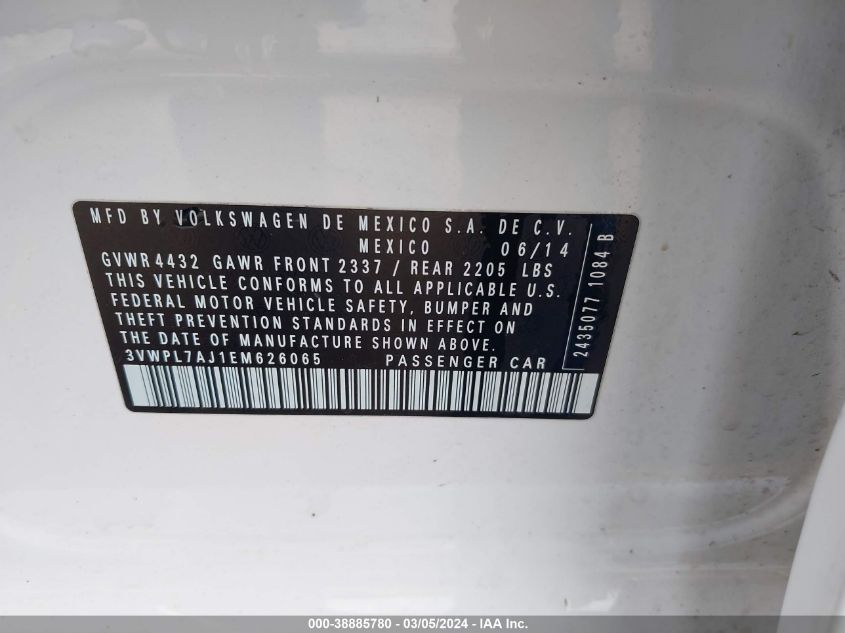 MFD BY VOLKSWAGEN DE MEXICO S.A. DE C.V.
MEXICO 06/14
GVWR 4432 GAWR FRONT 2337 / REAR 2205 LBS
THIS VEHICLE CONFORMS TO ALL APPLICABLE U.S.
FEDERAL MOTOR VEHICLE SAFETY, BUMPER AND
THEFT PREVENTION STANDARDS IN EFFECT ON
THE DATE OF MANUFACTURE SHOWN ABOVE.
3VWPL7AJ1EM626065 PASSENGER CAR
2435077 1084 B
000-38885780 - 03/05/2024 - IAA Inc.